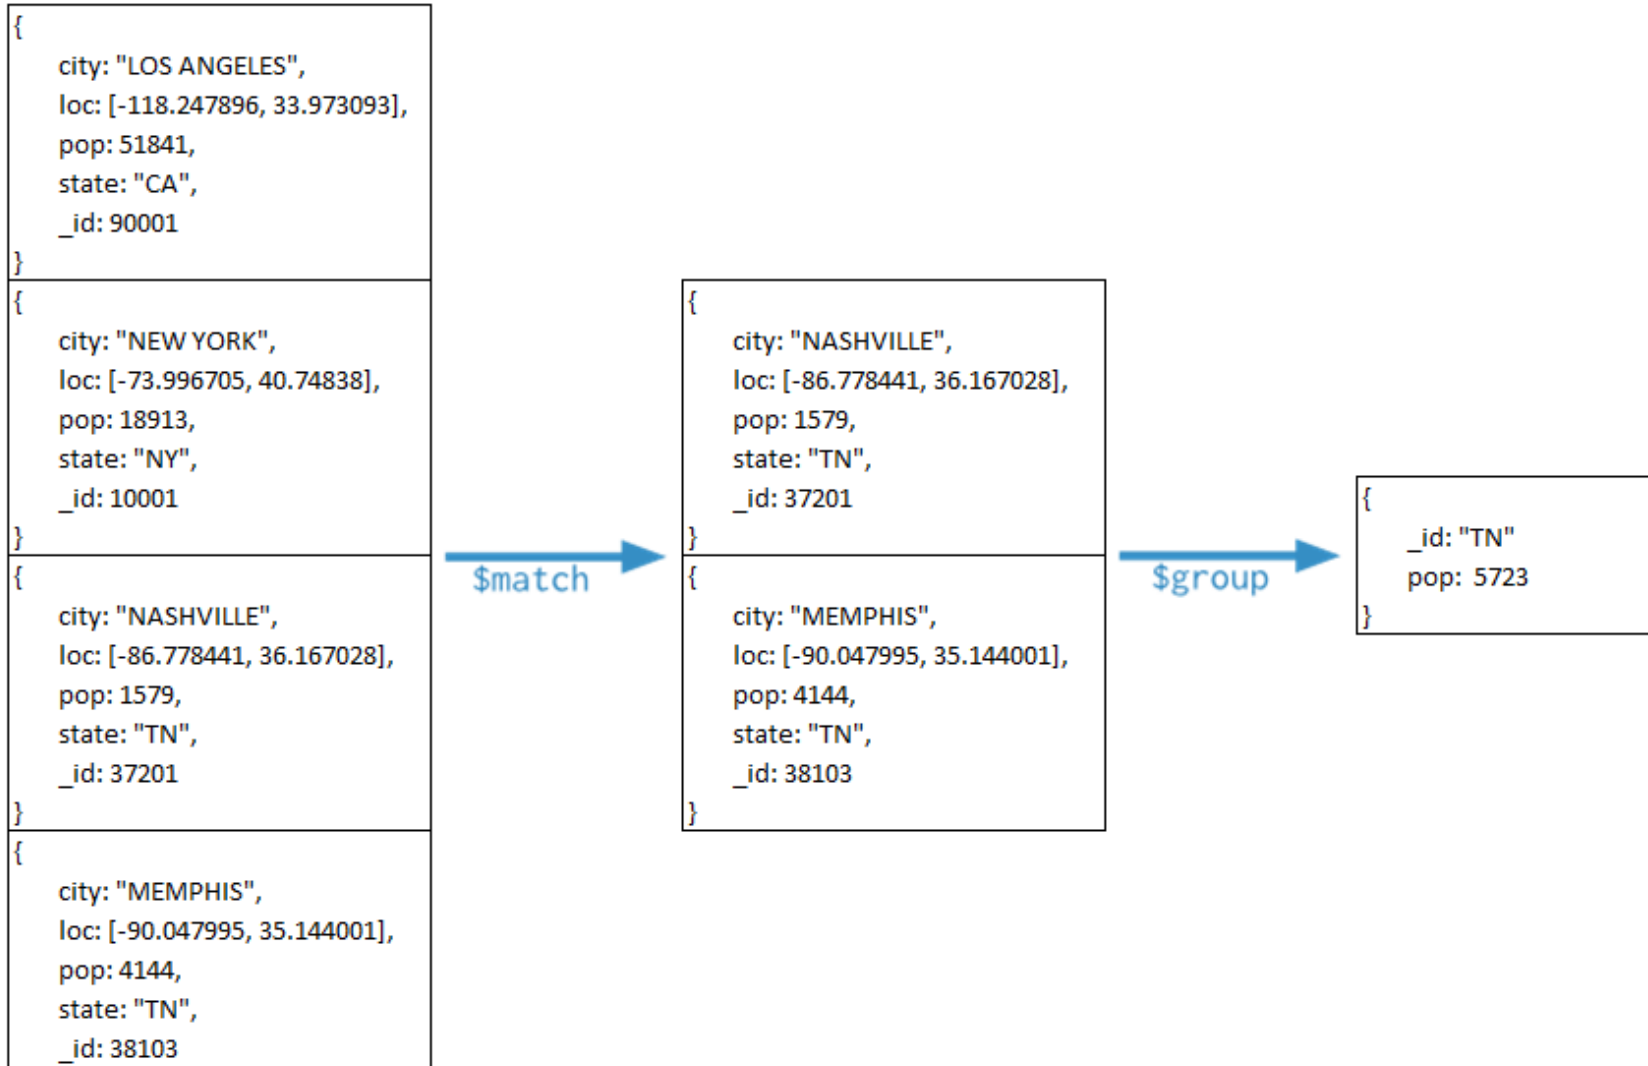 {
city: "LOS ANGELES",
loc: [-118.247896, 33.973093],
pop: 51841,
state: "CA",
_id: 90001
}
{
city: "NEW YORK",
loc: [-73.996705, 40.74838],
pop: 18913,
state: "NY",
_id: 10001
}
{
city: "NASHVILLE",
loc: [-86.778441, 36.167028],
pop: 1579,
state: "TN",
_id: 37201
}
{
city: "MEMPHIS",
loc: [-90.047995, 35.144001],
pop: 4144,
state: "TN",
_id: 38103
$match
{
city: "NASHVILLE",
loc: [-86.778441, 36.167028],
pop: 1579,
state: "TN",
_id: 37201
}
{
city: "MEMPHIS",
loc: [-90.047995, 35.144001],
pop: 4144,
state: "TN",
_id: 38103
}
$group
{
_id: "TN"
pop: 5723
}